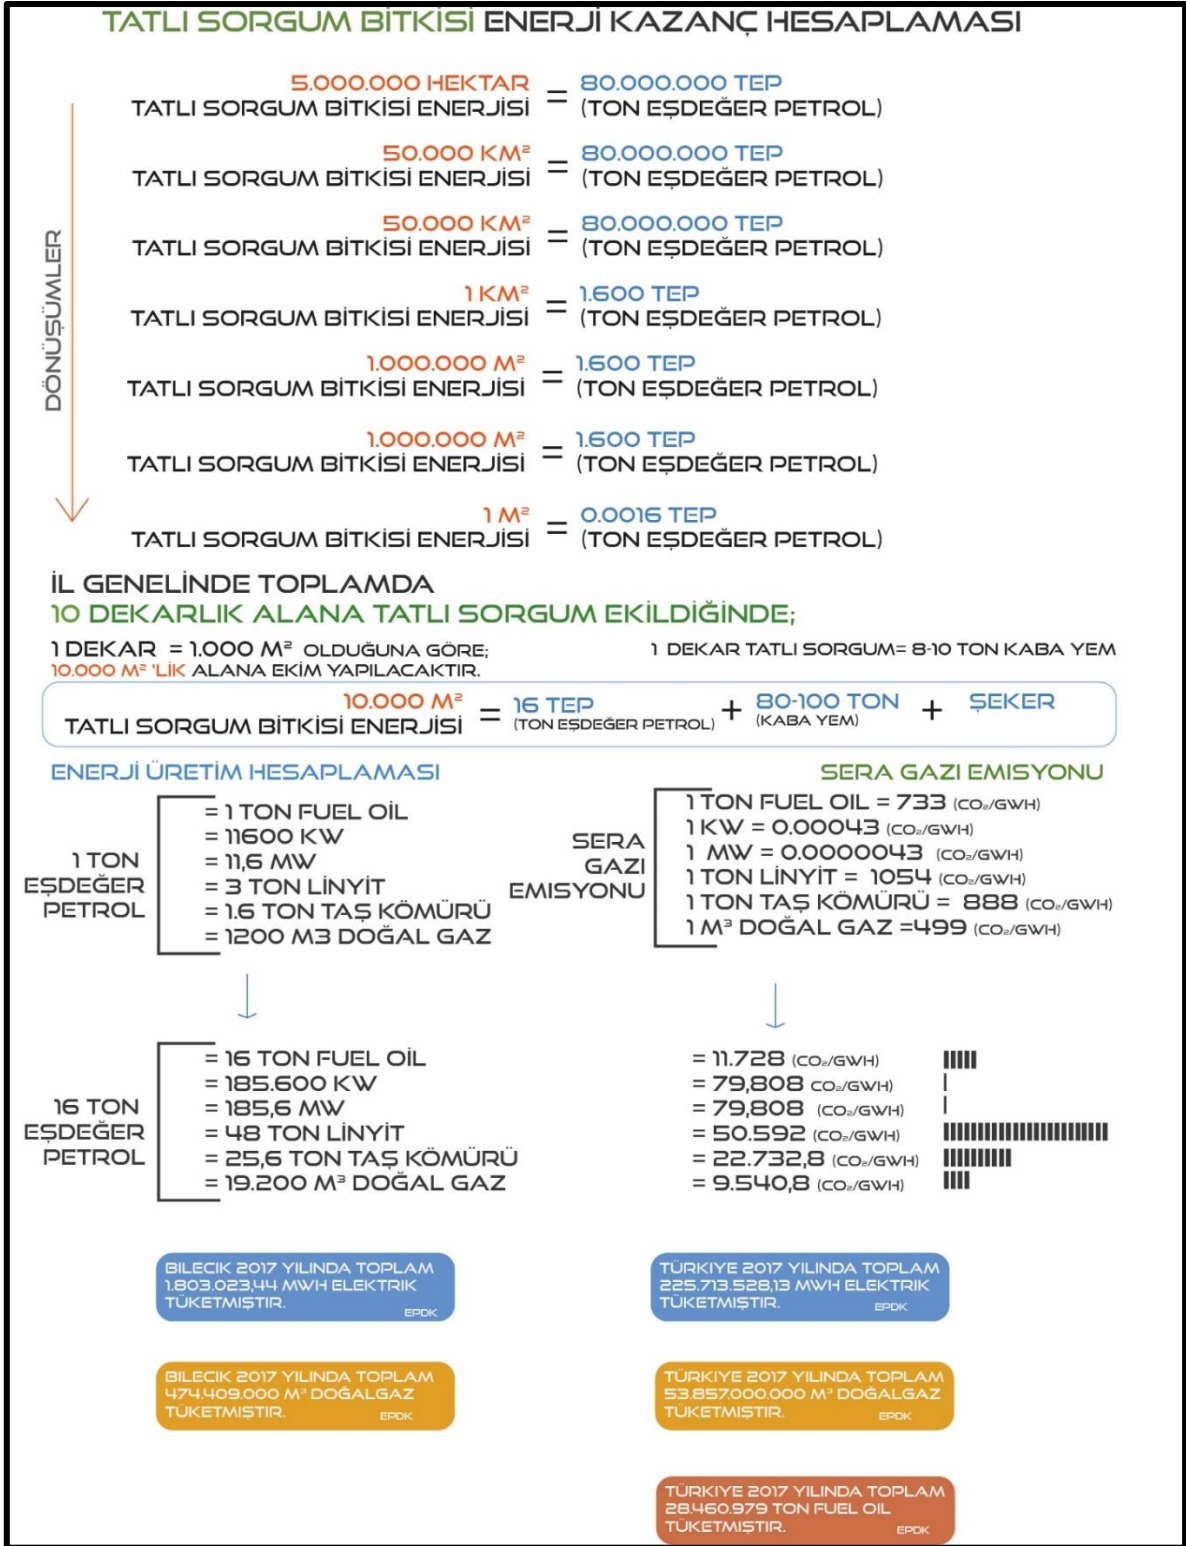 TATLI SORGUM BİTKİSİ ENERJİ KAZANÇ HESAPLAMASI
DÖNÜŞÜMLER
5.000.000 HEKTAR = 80.000.000 TEP
TATLI SORGUM BİTKİSİ ENERJİSİ (TON EŞDEĞER PETROL)
50.000 KM² = 80.000.000 TEP
TATLI SORGUM BİTKİSİ ENERJİSİ (TON EŞDEĞER PETROL)
50.000 KM² = 80.000.000 TEP
TATLI SORGUM BİTKİSİ ENERJİSİ (TON EŞDEĞER PETROL)
1 KM² = 1.600 TEP
TATLI SORGUM BİTKİSİ ENERJİSİ (TON EŞDEĞER PETROL)
1.000.000 M² = 1.600 TEP
TATLI SORGUM BİTKİSİ ENERJİSİ (TON EŞDEĞER PETROL)
1.000.000 M² = 1.600 TEP
TATLI SORGUM BİTKİSİ ENERJİSİ (TON EŞDEĞER PETROL)
1 M² = 0.0016 TEP
TATLI SORGUM BİTKİSİ ENERJİSİ (TON EŞDEĞER PETROL)
İL GENELİNDE TOPLAMDA
10 DEKARLIK ALANA TATLI SORGUM EKİLDİĞİNDE;
1 DEKAR = 1.000 M² OLDUĞUNA GÖRE;
10.000 M² 'LİK ALANA EKİM YAPILACAKTIR.
1 DEKAR TATLI SORGUM= 8-10 TON KABA YEM
10.000 M² = 16 TEP + 80-100 TON + ŞEKER
TATLI SORGUM BİTKİSİ ENERJİSİ (TON EŞDEĞER PETROL) (KABA YEM)
ENERJİ ÜRETİM HESAPLAMASI
1 TON
EŞDEĞER
PETROL
= 1 TON FUEL OİL
= 11600 KW
= 11,6 MW
= 3 TON LİNYİT
= 1.6 TON TAŞ KÖMÜRÜ
= 1200 M3 DOĞAL GAZ
SERA GAZI EMISYONU
SERA
GAZI
EMISYONU
1 TON FUEL OIL = 733 (CO₂/GWH)
1 KW = 0.00043 (CO₂/GWH)
1 MW = 0.0000043 (CO₂/GWH)
1 TON LİNYİT = 1054 (CO₂/GWH)
1 TON TAŞ KÖMÜRÜ = 888 (CO₂/GWH)
1 M³ DOĞAL GAZ =499 (CO₂/GWH)
16 TON
EŞDEĞER
PETROL
= 16 TON FUEL OİL
= 185.600 KW
= 185,6 MW
= 48 TON LİNYİT
= 25,6 TON TAŞ KÖMÜRÜ
= 19.200 M³ DOĞAL GAZ
= 11.728 (CO₂/GWH)
= 79,808 CO₂/GWH)
= 79,808 (CO₂/GWH)
= 50.592 (CO₂/GWH)
= 22.732,8 (CO₂/GWH)
= 9.540,8 (CO₂/GWH)
BILECIK 2017 YILINDA TOPLAM
1.803.023,44 MWH ELEKTRIK
TÜKETMIŞTIR. EPDK
TÜRKIYE 2017 YILINDA TOPLAM
225.713.528,13 MWH ELEKTRIK
TÜKETMIŞTIR. EPDK
BILECIK 2017 YILINDA TOPLAM
474.409.000 M³ DOĞALGAZ
TÜKETMIŞTIR. EPDK
TÜRKIYE 2017 YILINDA TOPLAM
53.857.000.000 M³ DOĞALGAZ
TÜKETMIŞTIR. EPDK
TÜRKIYE 2017 YILINDA TOPLAM
28.460.979 TON FUEL OIL
TÜKETMIŞTIR. EPDK